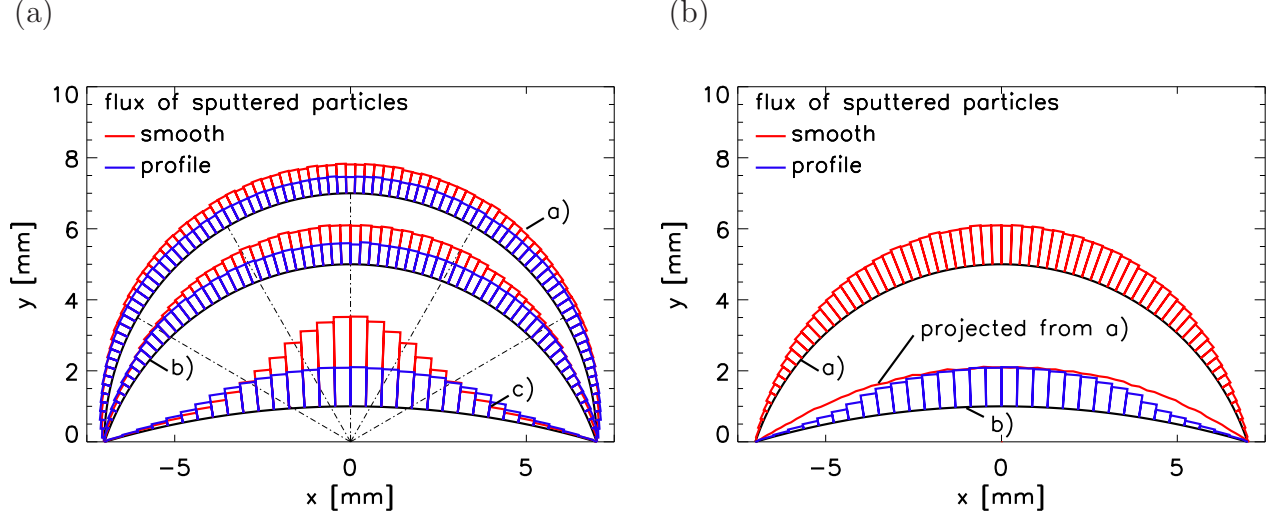 (a)
flux of sputtered particles
smooth
profile
10
8
6
4
2
0
y [mm]
a)
b)
c)
−5
0
5
x [mm]
(b)
flux of sputtered particles
smooth
profile
10
8
6
4
2
0
y [mm]
projected from a)
a)
b)
−5
0
5
x [mm]